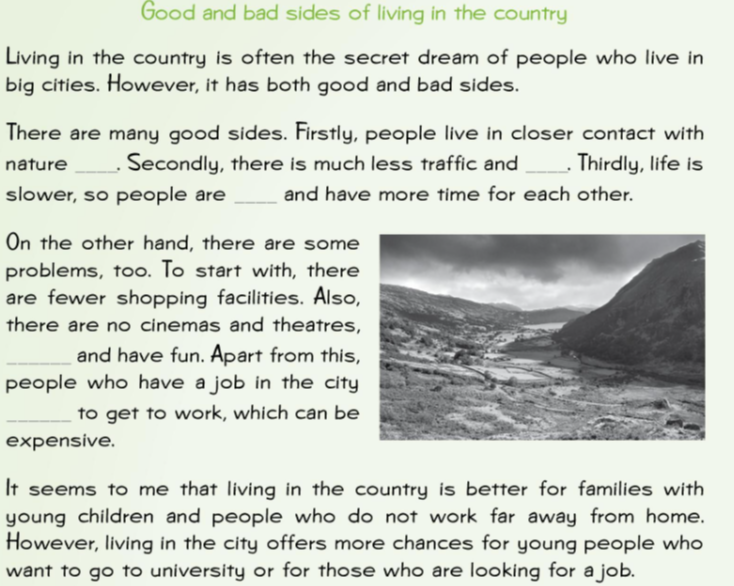 Good and bad sides of living in the country
Living in the country is often the secret dream of people who live in
big cities. However, it has both good and bad sides.
There are many good sides. Firstly, people live in closer contact with
nature ____. Secondly, there is much less traffic and ____. Thirdly, life is
slower, so people are ____ and have more time for each other.
On the other hand, there are some
problems, too. To start with, there
are fewer shopping facilities. Also,
there are no cinemas and theatres,
______ and have fun. Apart from this,
people who have a job in the city
______ to get to work, which can be
expensive.
It seems to me that living in the country is better for families with
young children and people who do not work far away from home.
However, living in the city offers more chances for young people who
want to go to university or for those who are looking for a job.